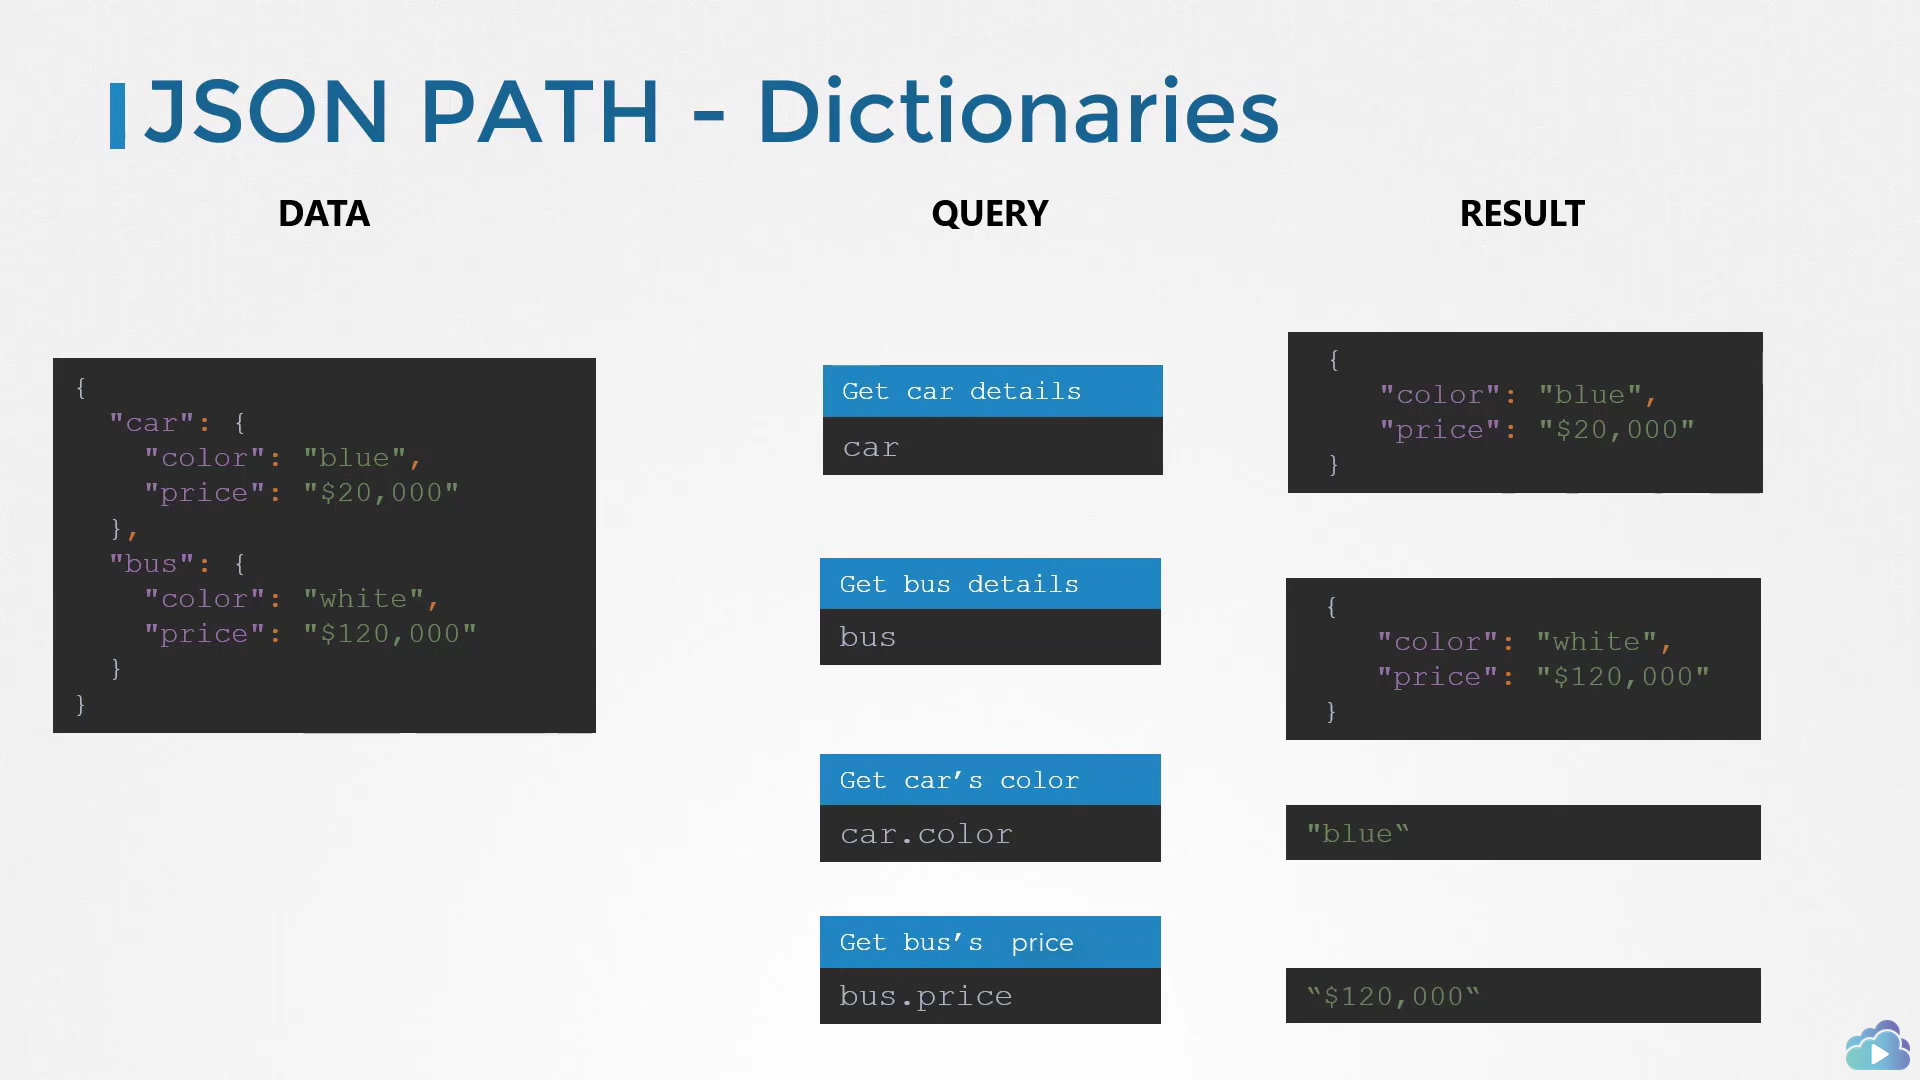 JSON PATH - Dictionaries
DATA
QUERY
RESULT
{
"car": {
"color": "blue",
"price": "$20,000"
},
"bus": {
"color": "white",
"price": "$120,000"
}
}
Get car details
car
{
"color": "blue",
"price": "$20,000"
}
Get bus details
bus
{
"color": "white",
"price": "$120,000"
}
Get car’s color
car.color
"blue‟
Get bus’s price
bus.price
‟$120,000‟